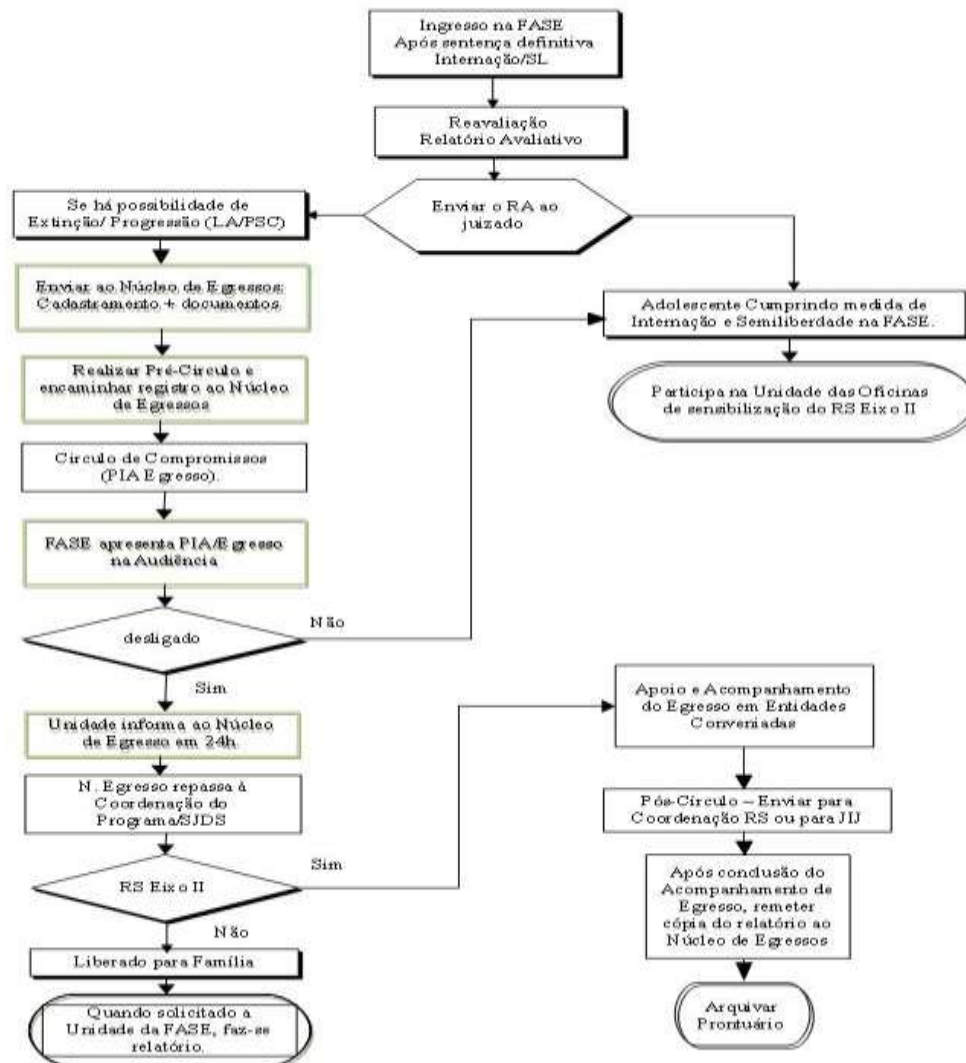 Ingresso na FASE
Após sentença definitiva
Internação/SL
Reavaliação
Relatório Avaliativo
Enviar o RA ao
juizado
Se há possibilidade de
Extinção/ Progressão (LA/PSC)
Enviar ao Núcleo de Egressos:
Cadastramento + documentos.
Realizar Pré-Círculo e
encaminhar registro ao Núcleo
de Egressos
Círculo de Compromissos
(PIA Egresso).
FASE apresenta PIA/Egresso
na Audiência
desligado
Não
Sim
Adolescente Cumprindo medida de
Internação e Semiliberdade na FASE.
Participa na Unidade das Oficinas
de sensibilização do RS Eixo II
Unidade informa ao Núcleo
de Egresso em 24h.
N. Egresso repassa à
Coordenação do
Programa/SJDS
RS Eixo II
Sim
Não
Liberado para Família
Quando solicitado a
Unidade da FASE, faz-se
relatório.
Apoio e Acompanhamento
do Egresso em Entidades
Conveniadas
Pós-Círculo – Enviar para
Coordenação RS ou para JIJ
Após conclusão do
Acompanhamento de
Egresso, remeter
cópia do relatório ao
Núcleo de Egressos
Arquivar
Prontuário